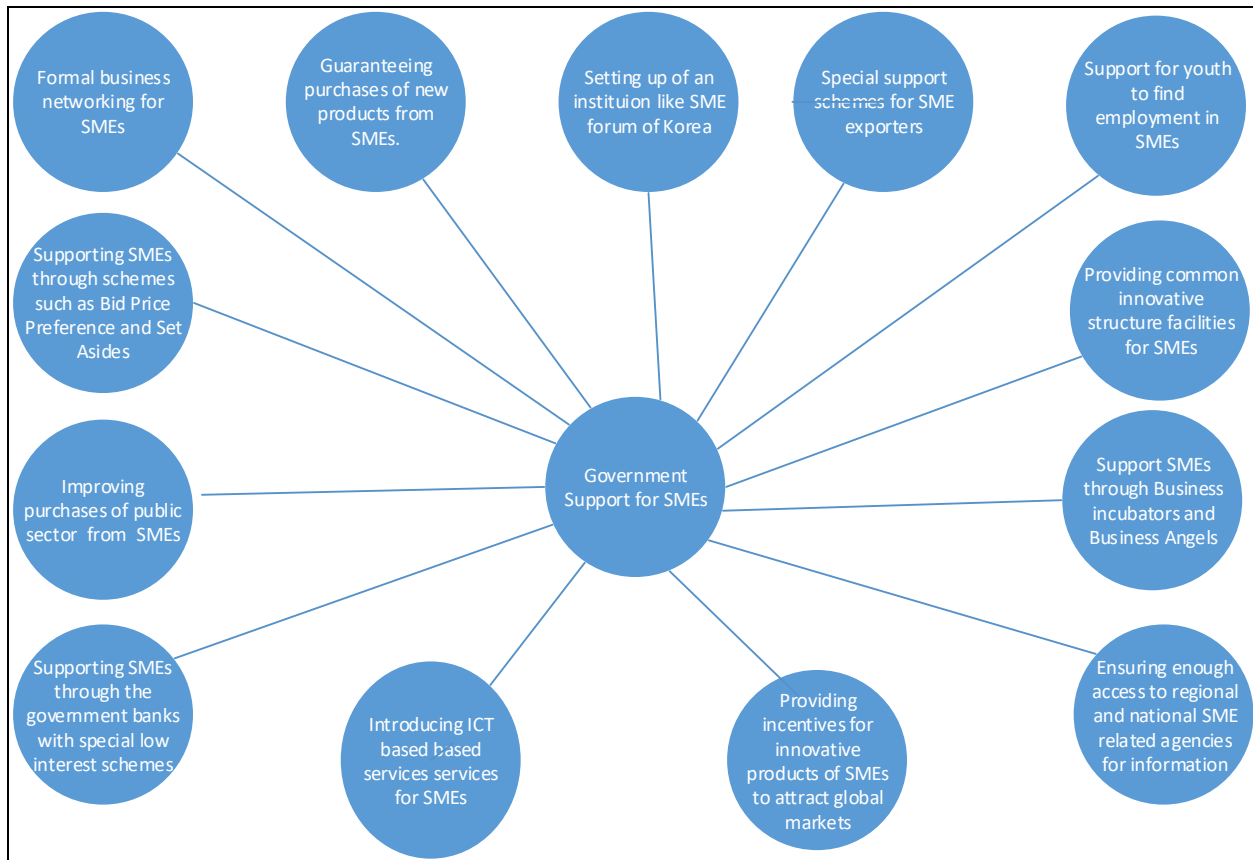 Formal business
networking for
SMEs
Guaranteeing
purchases of new
products from
SMEs.
Setting up of an
instituion like SME
forum of Korea
Special support
schemes for SME
exporters
Support for youth
to find
employment in
SMEs
Supporting SMEs
through schemes
such as Bid Price
Preference and Set
Asides
Providing common
innovative
structure facilities
for SMEs
Improving
purchases of public
sector from SMEs
Government
Support for SMEs
Support SMEs
through Business
incubators and
Business Angels
Supporting SMEs
through the
government banks
with special low
interest schemes
Introducing ICT
based based
services services
for SMEs
Providing
incentives for
innovative
products of SMEs
to attract global
markets
Ensuring enough
access to regional
and national SME
related agencies
for information